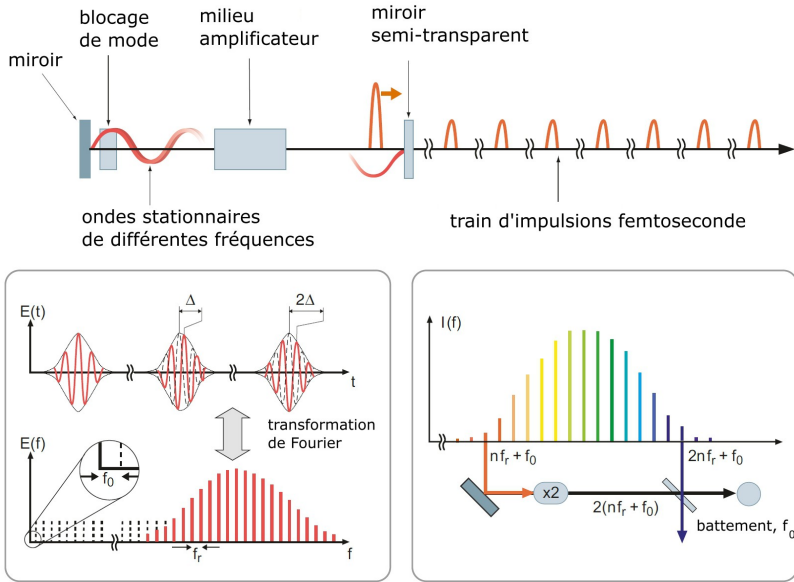 blocage
de mode
milieu
amplificateur
miroir
semi-transparent
miroir
ondes stationnaires
de différentes fréquences
train d'impulsions femtoseconde
E(t)
Δ
2Δ
t
transformation
de Fourier
E(f)
f₀
fᵣ
f
I(f)
nfᵣ + f₀
2nfᵣ + f₀
x2
2(nfᵣ + f₀)
battement, f₀